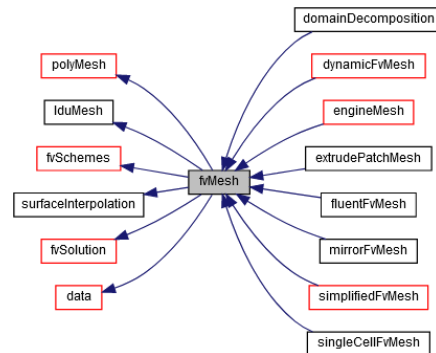 domainDecomposition
polyMesh
dynamicFvMesh
lduMesh
engineMesh
fvSchemes
extrudePatchMesh
fvMesh
surfaceInterpolation
fluentFvMesh
fvSolution
mirrorFvMesh
data
simplifiedFvMesh
singleCellFvMesh